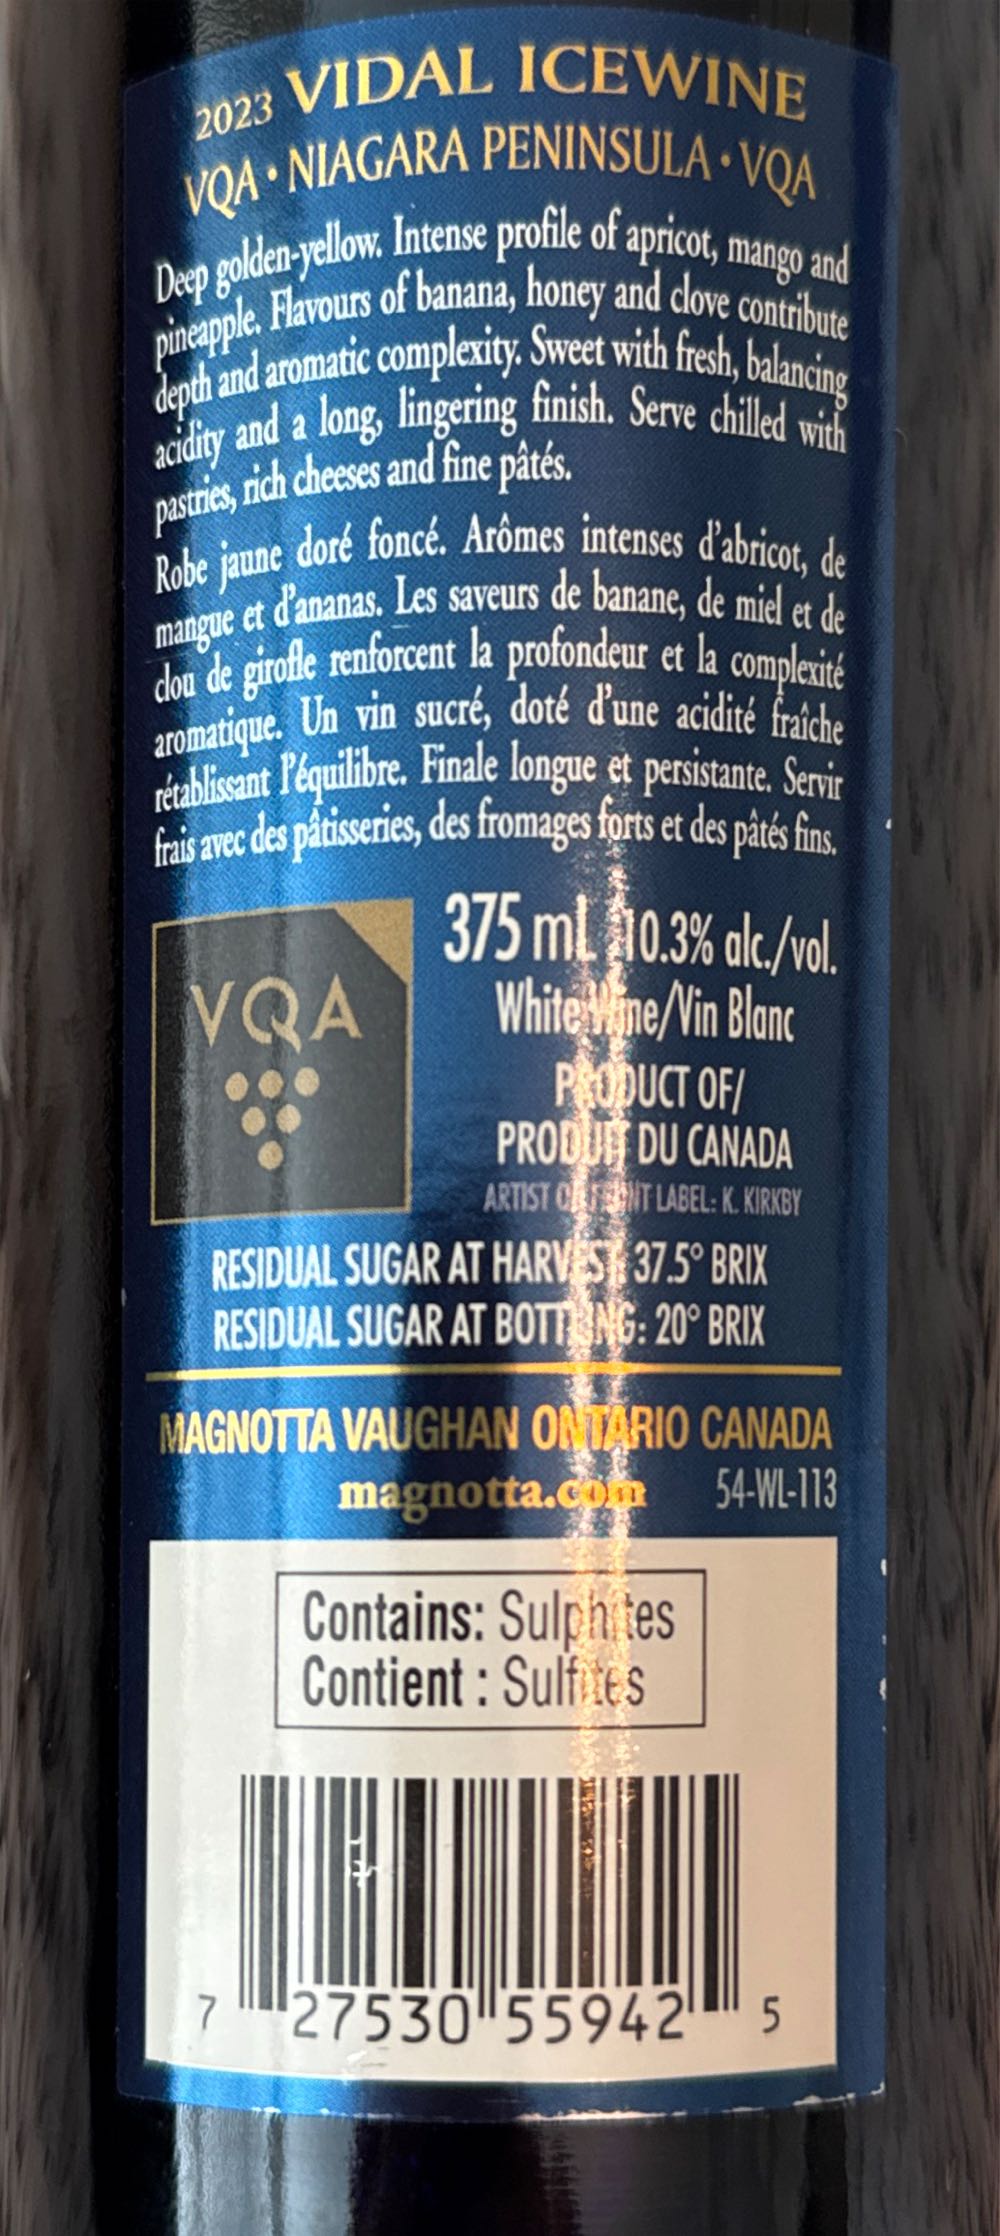 2023 VIDAL ICEWINE
VQA • NIAGARA PENINSULA • VQA
Deep golden-yellow. Intense profile of apricot, mango and
pineapple. Flavours of banana, honey and clove contribute
depth and aromatic complexity. Sweet with fresh, balancing
acidity and a long, lingering finish. Serve chilled with
pastries, rich cheeses and fine pâtés.
Robe jaune doré foncé. Arômes intenses d'abricot, de
mangue et d'ananas. Les saveurs de banane, de miel et de
clou de girofle renforcent la profondeur et la complexité
aromatique. Un vin sucré, doté d'une acidité fraîche
rétablissant l'équilibre. Finale longue et persistante. Servir
frais avec des pâtisseries, des fromages forts et des pâtés fins.
VQA
375 mL 10.3% alc./vol.
White Wine/Vin Blanc
PRODUCT OF/
PRODUIT DU CANADA
ARTIST OF FRONT LABEL: K. KIRKBY
RESIDUAL SUGAR AT HARVEST: 37.5° BRIX
RESIDUAL SUGAR AT BOTTLING: 20° BRIX
MAGNOTTA VAUGHAN ONTARIO CANADA
magnotta.com 54-WL-113
Contains: Sulphites
Contient : Sulfites
7 27530 55942 5